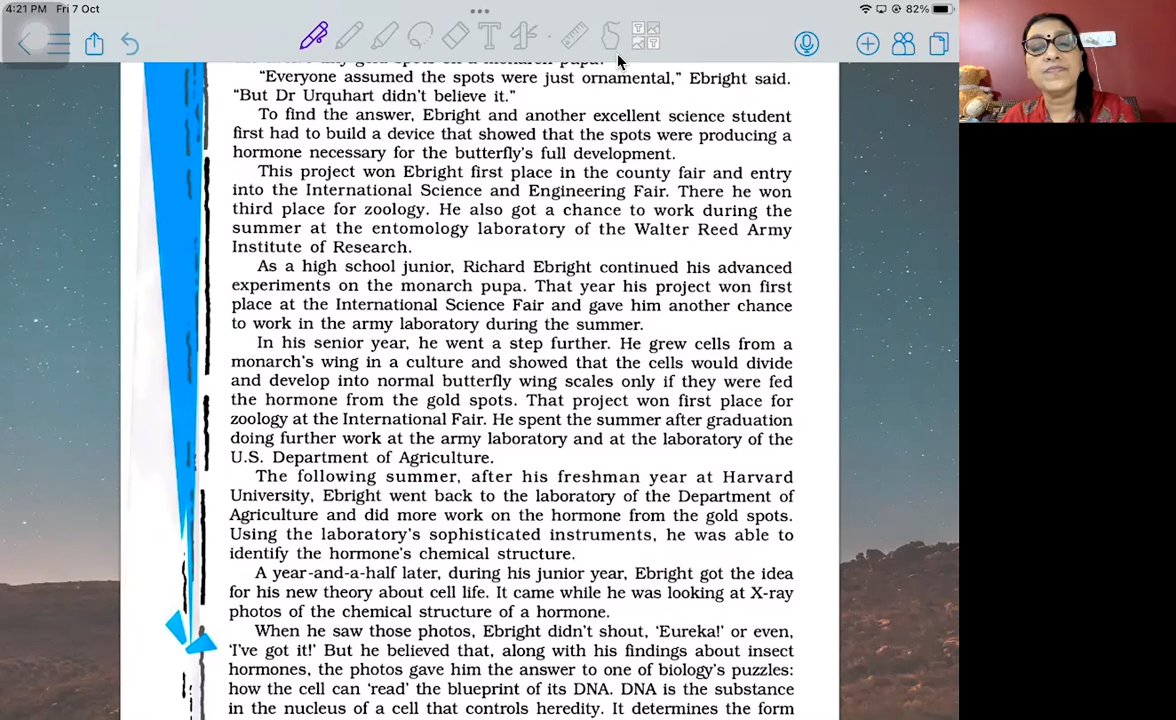 4:21 PM Fri 7 Oct
82%
"Everyone assumed the spots were just ornamental," Ebright said.
"But Dr Urquhart didn't believe it."
To find the answer, Ebright and another excellent science student
first had to build a device that showed that the spots were producing a
hormone necessary for the butterfly's full development.
This project won Ebright first place in the county fair and entry
into the International Science and Engineering Fair. There he won
third place for zoology. He also got a chance to work during the
summer at the entomology laboratory of the Walter Reed Army
Institute of Research.
As a high school junior, Richard Ebright continued his advanced
experiments on the monarch pupa. That year his project won first
place at the International Science Fair and gave him another chance
to work in the army laboratory during the summer.
In his senior year, he went a step further. He grew cells from a
monarch's wing in a culture and showed that the cells would divide
and develop into normal butterfly wing scales only if they were fed
the hormone from the gold spots. That project won first place for
zoology at the International Fair. He spent the summer after graduation
doing further work at the army laboratory and at the laboratory of the
U.S. Department of Agriculture.
The following summer, after his freshman year at Harvard
University, Ebright went back to the laboratory of the Department of
Agriculture and did more work on the hormone from the gold spots.
Using the laboratory's sophisticated instruments, he was able to
identify the hormone's chemical structure.
A year-and-a-half later, during his junior year, Ebright got the idea
for his new theory about cell life. It came while he was looking at X-ray
photos of the chemical structure of a hormone.
When he saw those photos, Ebright didn't shout, 'Eureka!' or even,
'I've got it!' But he believed that, along with his findings about insect
hormones, the photos gave him the answer to one of biology's puzzles:
how the cell can 'read' the blueprint of its DNA. DNA is the substance
in the nucleus of a cell that controls heredity. It determines the form